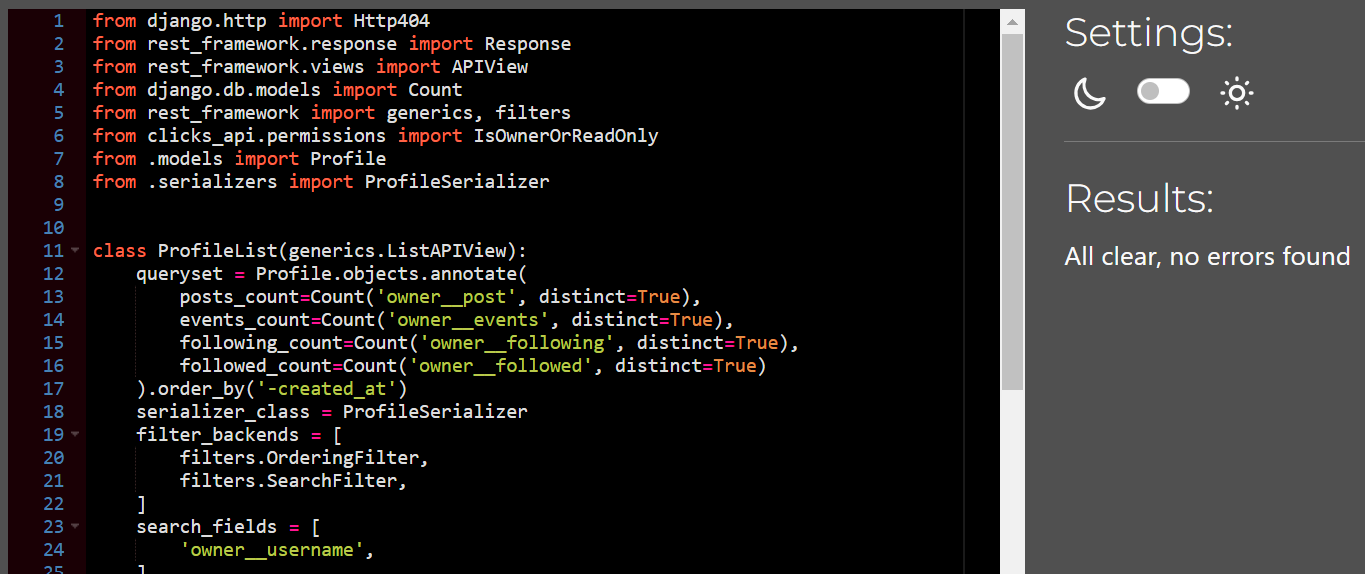 1 from django.http import Http404
2 from rest_framework.response import Response
3 from rest_framework.views import APIView
4 from django.db.models import Count
5 from rest_framework import generics, filters
6 from clicks_api.permissions import IsOwnerOrReadOnly
7 from .models import Profile
8 from .serializers import ProfileSerializer
9
10
11 class ProfileList(generics.ListAPIView):
12     queryset = Profile.objects.annotate(
13         posts_count=Count('owner__post', distinct=True),
14         events_count=Count('owner__events', distinct=True),
15         following_count=Count('owner__following', distinct=True),
16         followed_count=Count('owner__followed', distinct=True)
17     ).order_by('-created_at')
18     serializer_class = ProfileSerializer
19     filter_backends = [
20         filters.OrderingFilter,
21         filters.SearchFilter,
22     ]
23     search_fields = [
24         'owner__username',
25     ]
Settings:
Results:
All clear, no errors found